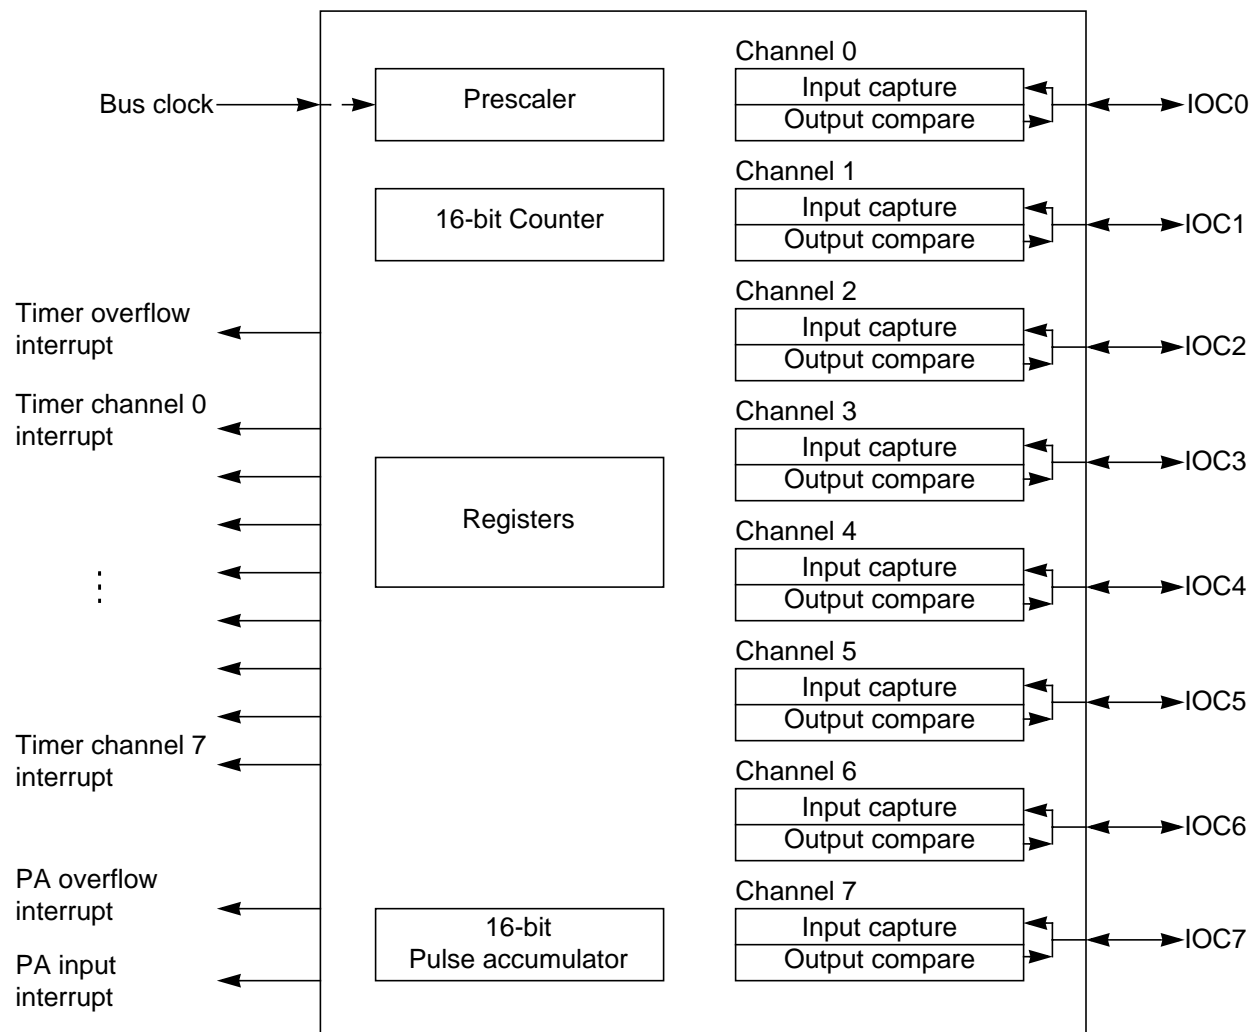 Channel 0
Bus clock
Prescaler
Input capture
Output compare
IOC0
Channel 1
16-bit Counter
Input capture
Output compare
IOC1
Timer overflow
interrupt
Channel 2
Input capture
Output compare
IOC2
Timer channel 0
interrupt
Channel 3
Input capture
Output compare
IOC3
Registers
Channel 4
Input capture
Output compare
IOC4
Channel 5
Input capture
Output compare
IOC5
Timer channel 7
interrupt
Channel 6
Input capture
Output compare
IOC6
PA overflow
interrupt
Channel 7
16-bit
Pulse accumulator
Input capture
Output compare
IOC7
PA input
interrupt